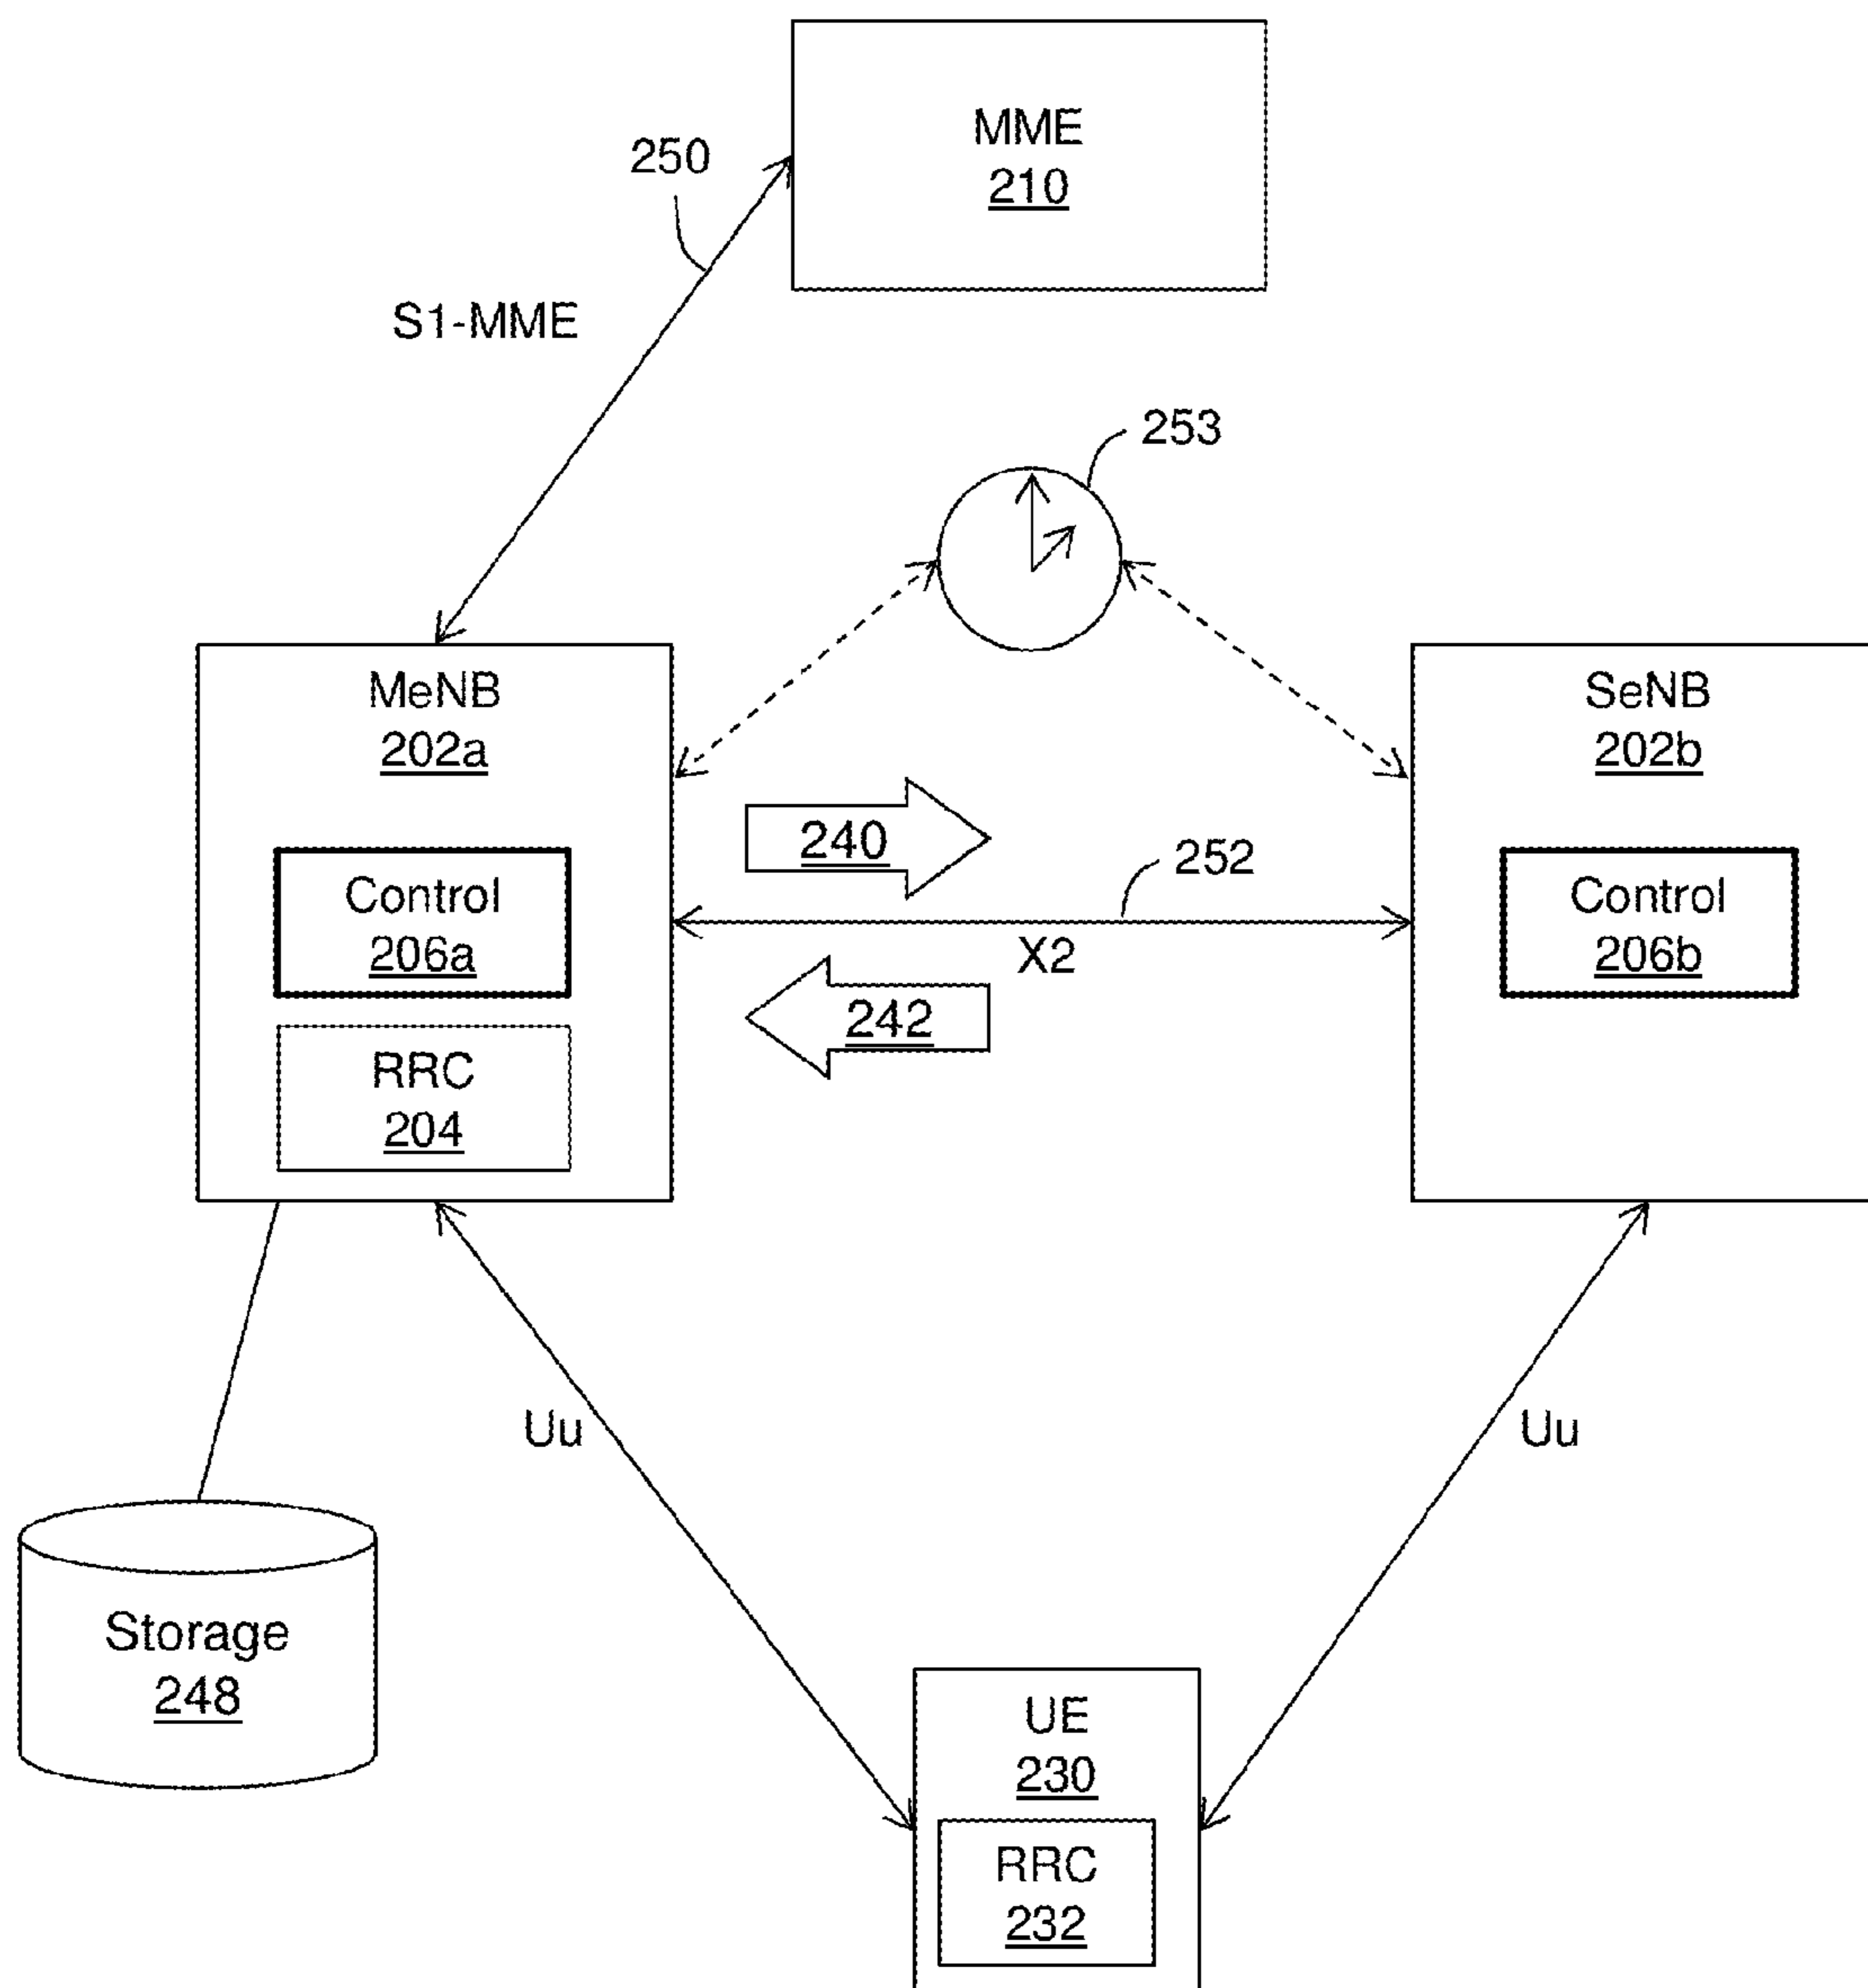 MME
210
250
S1-MME
253
MeNB
202a
SeNB
202b
240
252
Control
206a
Control
206b
X2
242
RRC
204
Uu
Uu
Storage
248
UE
230
RRC
232